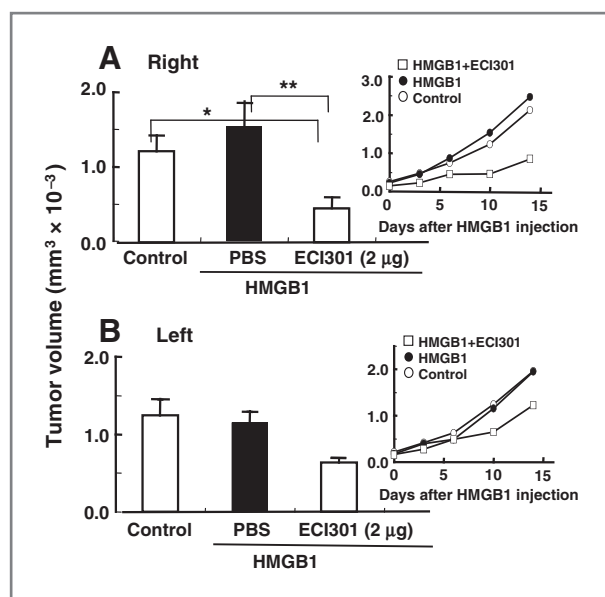 A Right
Tumor volume (mm³ × 10⁻³)
2.0
1.0
0.0
*
**
Control PBS ECI301 (2 μg)
HMGB1
HMGB1+ECI301
HMGB1
Control
3.0
2.0
1.0
0.0
0 5 10 15
Days after HMGB1 injection
B Left
2.0
1.0
0.0
Control PBS ECI301 (2 μg)
HMGB1
HMGB1+ECI301
HMGB1
Control
2.0
1.0
0.0
0 5 10 15
Days after HMGB1 injection